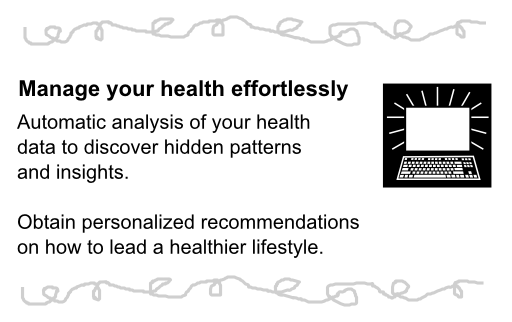 Manage your health effortlessly
Automatic analysis of your health
data to discover hidden patterns
and insights.
Obtain personalized recommendations
on how to lead a healthier lifestyle.